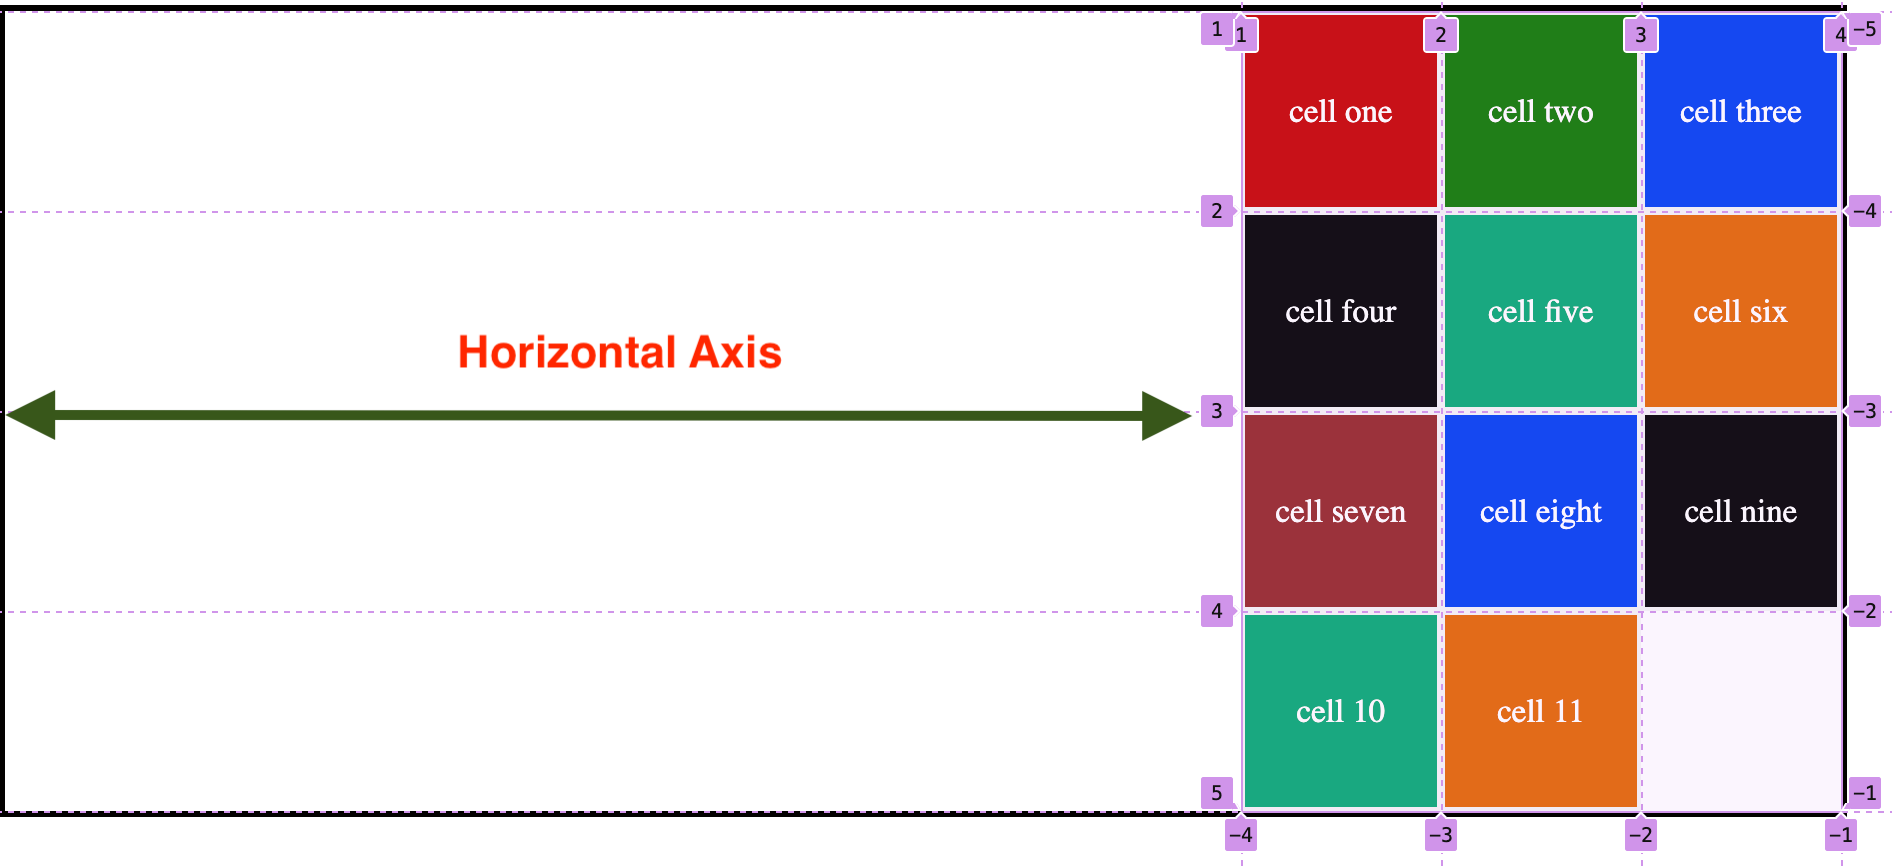 1 1 2 3 4 −5
cell one cell two cell three
2 −4
cell four cell five cell six
Horizontal Axis
3 −3
cell seven cell eight cell nine
4 −2
cell 10 cell 11
5 −1
−4 −3 −2 −1